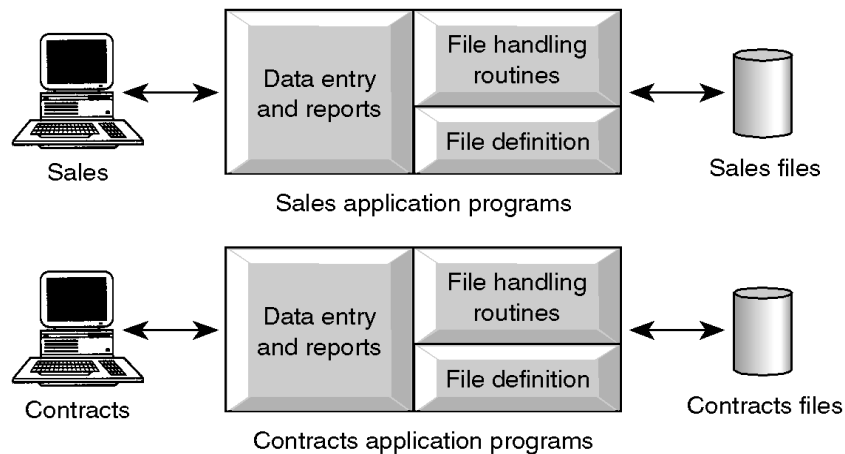 Sales
Data entry
and reports
File handling
routines
File definition
Sales files
Sales application programs
Contracts
Data entry
and reports
File handling
routines
File definition
Contracts files
Contracts application programs